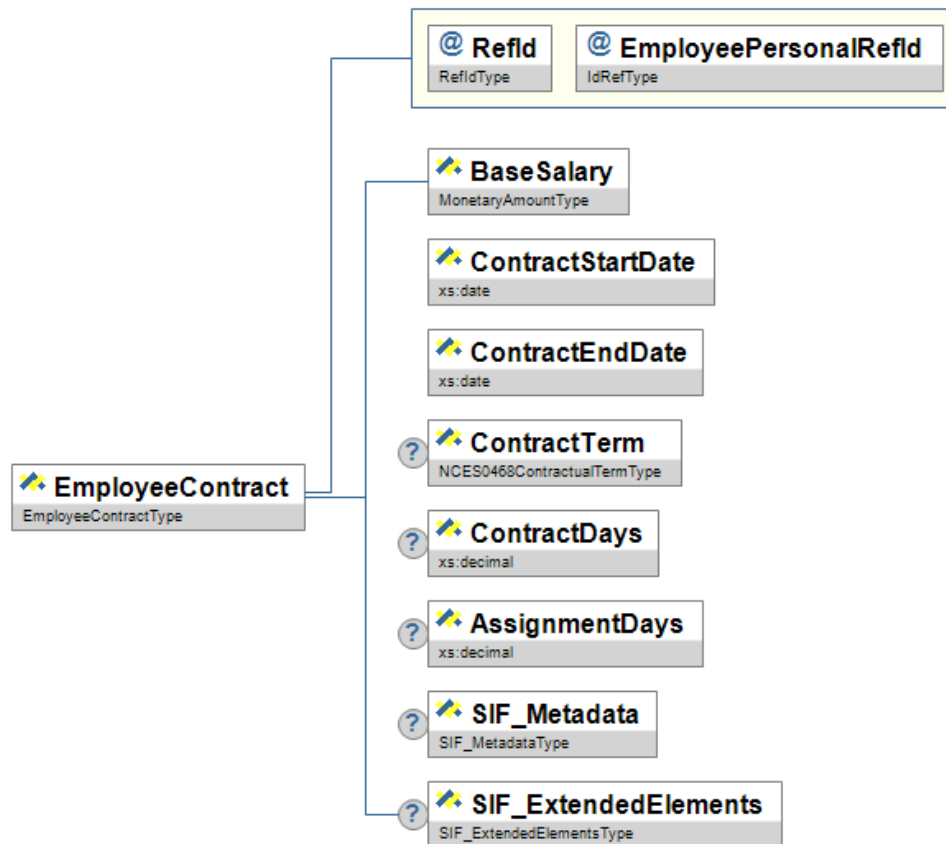 @ RefId
RefIdType
@ EmployeePersonalRefId
IdRefType
BaseSalary
MonetaryAmountType
ContractStartDate
xs:date
ContractEndDate
xs:date
? ContractTerm
NCES0468ContractualTermType
EmployeeContract
EmployeeContractType
? ContractDays
xs:decimal
? AssignmentDays
xs:decimal
? SIF_Metadata
SIF_MetadataType
? SIF_ExtendedElements
SIF_ExtendedElementsType